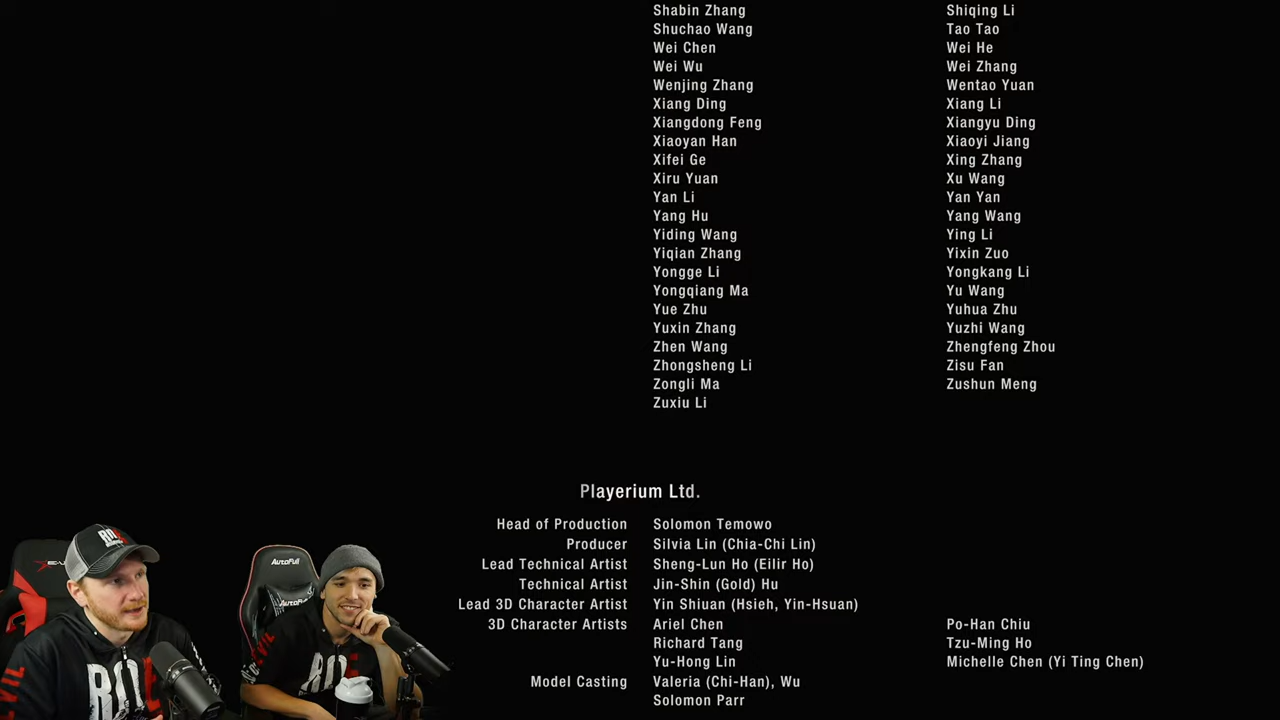 Shabin Zhang Shiqing Li
Shuchao Wang Tao Tao
Wei Chen Wei He
Wei Wu Wei Zhang
Wenjing Zhang Wentao Yuan
Xiang Ding Xiang Li
Xiangdong Feng Xiangyu Ding
Xiaoyan Han Xiaoyi Jiang
Xifei Ge Xing Zhang
Xiru Yuan Xu Wang
Yan Li Yan Yan
Yang Hu Yang Wang
Yiding Wang Ying Li
Yiqian Zhang Yixin Zuo
Yongge Li Yongkang Li
Yongqiang Ma Yu Wang
Yue Zhu Yuhua Zhu
Yuxin Zhang Yuzhi Wang
Zhen Wang Zhengfeng Zhou
Zhongsheng Li Zisu Fan
Zongli Ma Zushun Meng
Zuxiu Li
Playerium Ltd.
Head of Production Solomon Temowo
Producer Silvia Lin (Chia-Chi Lin)
Lead Technical Artist Sheng-Lun Ho (Eilir Ho)
Technical Artist Jin-Shin (Gold) Hu
Lead 3D Character Artist Yin Shiuan (Hsieh, Yin-Hsuan)
3D Character Artists Ariel Chen Po-Han Chiu
Richard Tang Tzu-Ming Ho
Yu-Hong Lin Michelle Chen (Yi Ting Chen)
Model Casting Valeria (Chi-Han), Wu
Solomon Parr
AutoFull
AutoFull
ROE
ROE